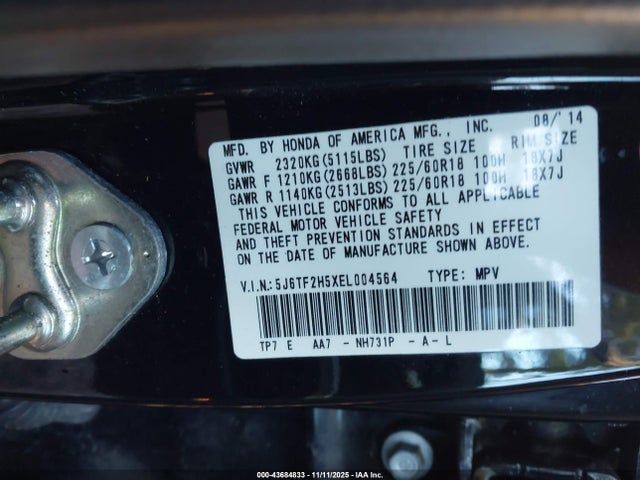 MFD. BY HONDA OF AMERICA MFG., INC. 08/'14
GVWR 2320KG(5115LBS) TIRE SIZE RIM SIZE
GAWR F 1210KG(2668LBS) 225/60R18 100H 18X7J
GAWR R 1140KG(2513LBS) 225/60R18 100H 18X7J
THIS VEHICLE CONFORMS TO ALL APPLICABLE
FEDERAL MOTOR VEHICLE SAFETY
AND THEFT PREVENTION STANDARDS IN EFFECT
ON THE DATE OF MANUFACTURE SHOWN ABOVE.
V.I.N.:5J6TF2H5XEL004564 TYPE: MPV
TP7 E AA7 - NH731P - A - L
000-43684833 - 11/11/2025 - IAA Inc.